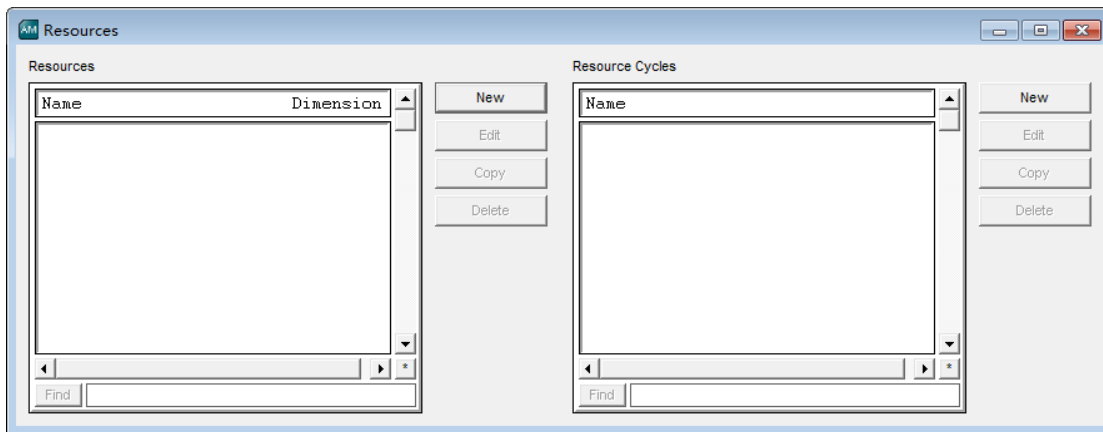 AM Resources
Resources
Name Dimension
New
Edit
Copy
Delete
*
Find
Resource Cycles
Name
New
Edit
Copy
Delete
*
Find